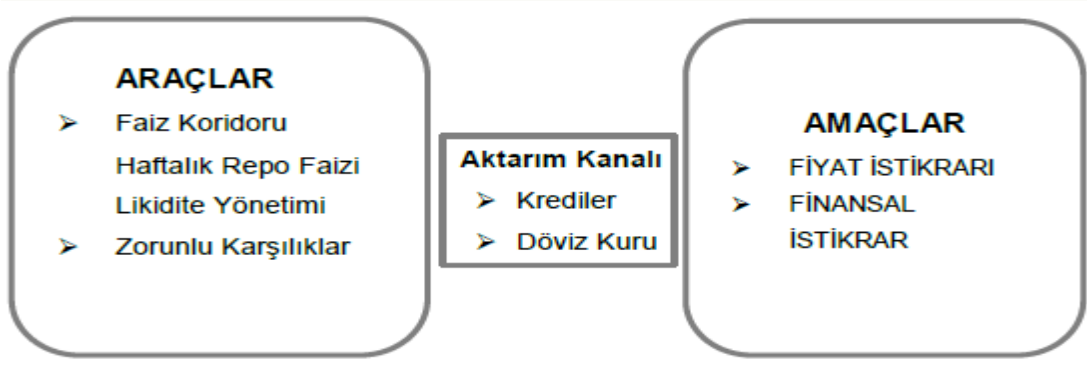 ARAÇLAR
➢ Faiz Koridoru
Haftalık Repo Faizi
Likidite Yönetimi
➢ Zorunlu Karşılıklar
Aktarım Kanalı
➢ Krediler
➢ Döviz Kuru
AMAÇLAR
➢ FİYAT İSTİKRARI
➢ FİNANSAL
İSTİKRAR